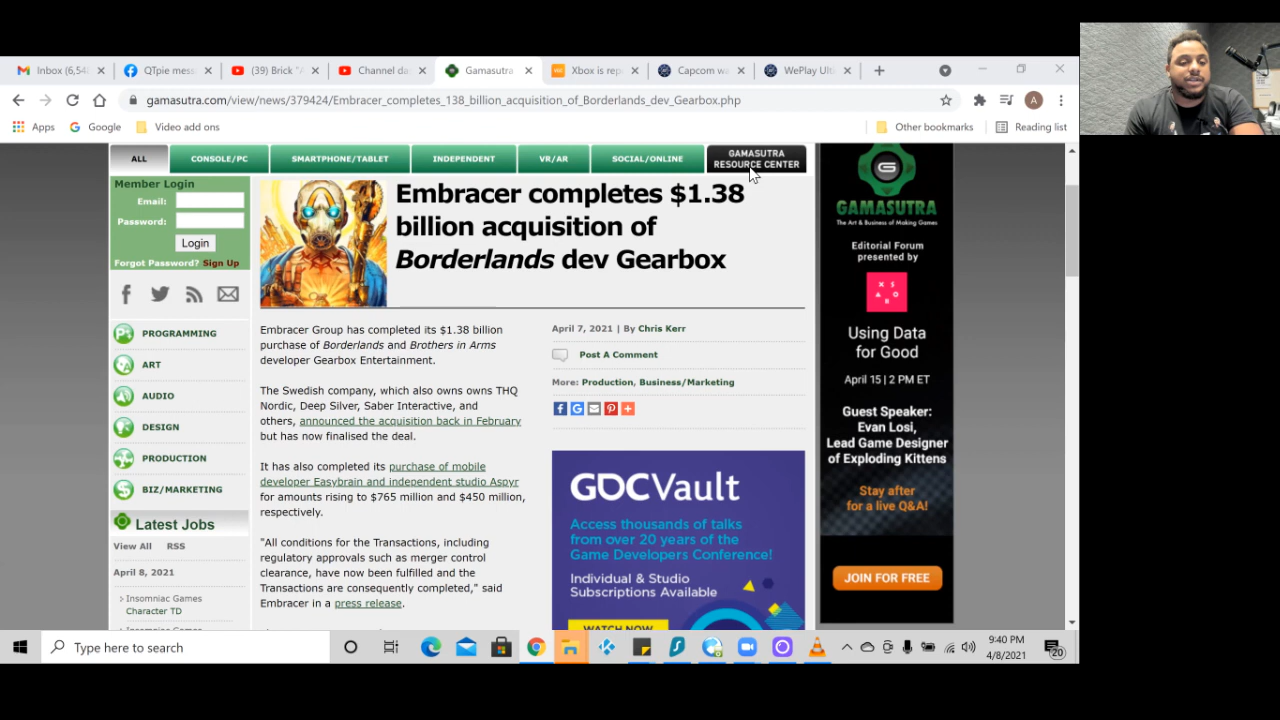 Inbox (6,54
QTpie mess
(39) Brick "A
Channel da
Gamasutra
Xbox is rep
Capcom wa
WePlay Ult
gamasutra.com/view/news/379424/Embracer_completes_138_billion_acquisition_of_Borderlands_dev_Gearbox.php
A
Apps
Google
Video add ons
Other bookmarks
Reading list
ALL
CONSOLE/PC
SMARTPHONE/TABLET
INDEPENDENT
VR/AR
SOCIAL/ONLINE
GAMASUTRA
RESOURCE CENTER
Member Login
Email:
Password:
Login
Forgot Password? Sign Up
PROGRAMMING
ART
AUDIO
DESIGN
PRODUCTION
BIZ/MARKETING
Latest Jobs
View All RSS
April 8, 2021
> Insomniac Games
Character TD
Embracer completes $1.38
billion acquisition of
Borderlands dev Gearbox
Embracer Group has completed its $1.38 billion
purchase of Borderlands and Brothers in Arms
developer Gearbox Entertainment.
The Swedish company, which also owns owns THQ
Nordic, Deep Silver, Saber Interactive, and
others, announced the acquisition back in February
but has now finalised the deal.
It has also completed its purchase of mobile
developer Easybrain and independent studio Aspyr
for amounts rising to $765 million and $450 million,
respectively.
"All conditions for the Transactions, including
regulatory approvals such as merger control
clearance, have now been fulfilled and the
Transactions are consequently completed," said
Embracer in a press release.
April 7, 2021 | By Chris Kerr
Post A Comment
More: Production, Business/Marketing
GDCVault
Access thousands of talks
from over 20 years of the
Game Developers Conference!
Individual & Studio
Subscriptions Available
WATCH NOW
GAMASUTRA
The Art & Business of Making Games
Editorial Forum
presented by
XS
Using Data
for Good
April 15 | 2 PM ET
Guest Speaker:
Evan Losi,
Lead Game Designer
of Exploding Kittens
Stay after
for a live Q&A!
JOIN FOR FREE
Type here to search
9:40 PM
4/8/2021
20